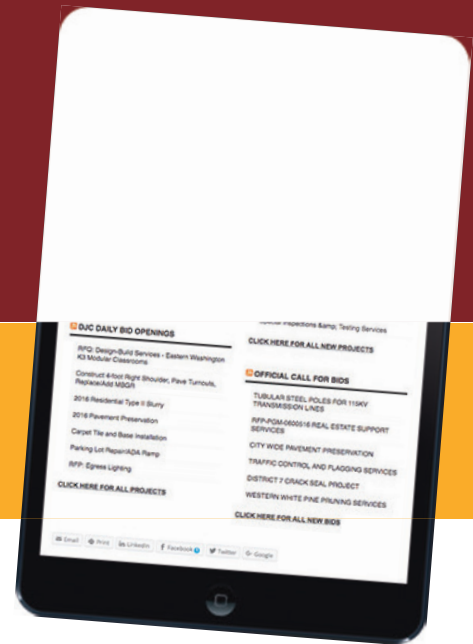 DJC DAILY BID OPENINGS
RFQ: Design-Build Services - Eastern Washington
K3 Modular Classrooms
Construct 4-foot Right Shoulder, Pave Turnouts,
Replace/Add MSGR
2016 Residential Type II Slurry
2016 Pavement Preservation
Carpet Tile and Base Installation
Parking Lot Repair/ADA Ramp
RFP: Egress Lighting
CLICK HERE FOR ALL PROJECTS
Special Inspections &amp; Testing Services
CLICK HERE FOR ALL NEW PROJECTS
OFFICIAL CALL FOR BIDS
TUBULAR STEEL POLES FOR 115KV
TRANSMISSION LINES
RFP-PGM-0600516 REAL ESTATE SUPPORT
SERVICES
CITY WIDE PAVEMENT PRESERVATION
TRAFFIC CONTROL AND FLAGGING SERVICES
DISTRICT 7 CRACK SEAL PROJECT
WESTERN WHITE PINE PRUNING SERVICES
CLICK HERE FOR ALL NEW BIDS
Email Print LinkedIn Facebook Twitter Google